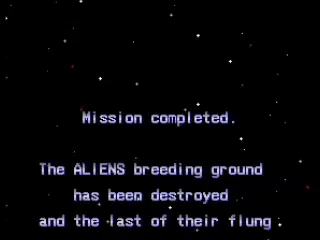 Mission completed.
The ALIENS breeding ground
has been destroyed
and the last of their flung